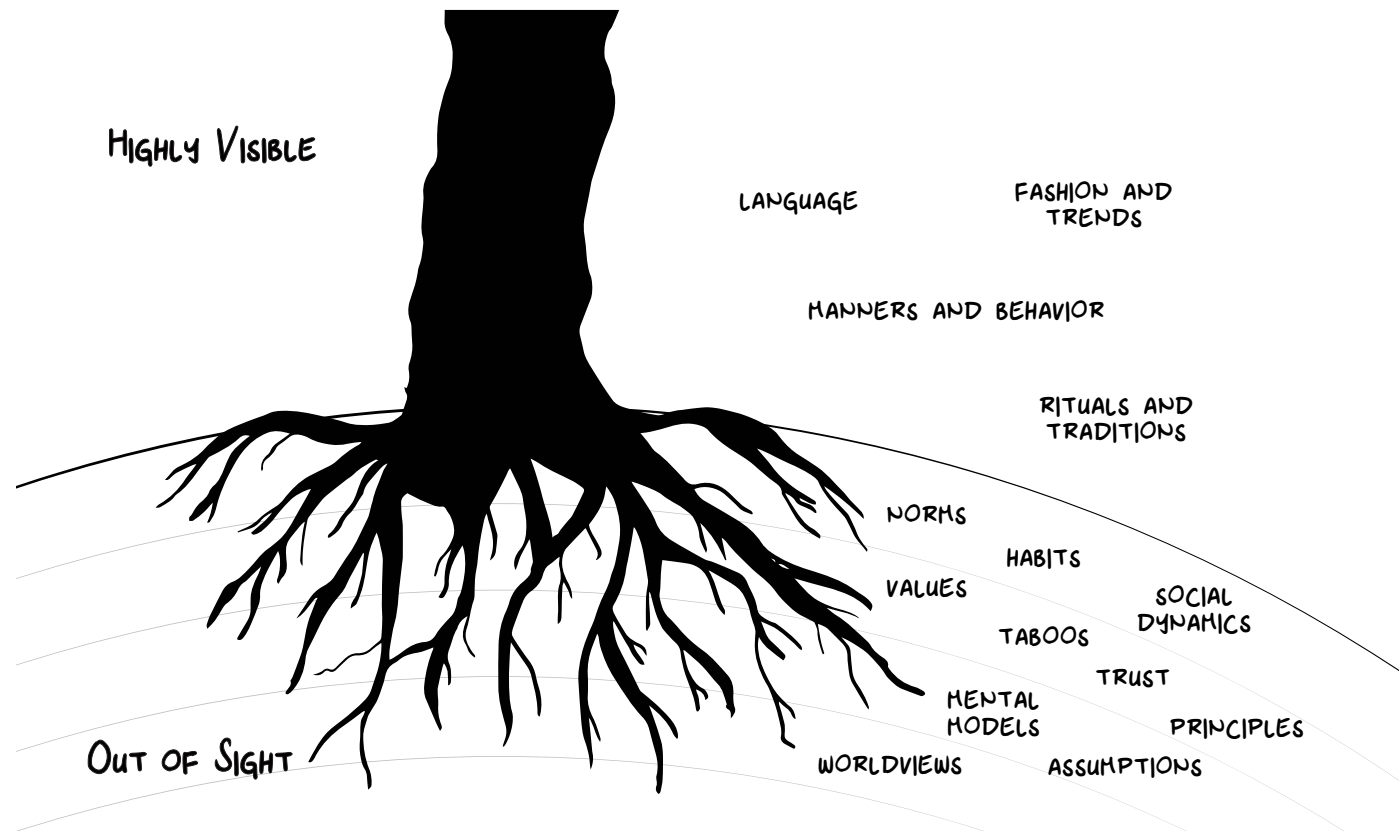 Highly Visible
Language
Fashion and
Trends
Manners and Behavior
Rituals and
Traditions
Norms
Habits
Values
Social
Dynamics
Taboos
Trust
Mental
Models
Principles
Out of Sight
Worldviews
Assumptions